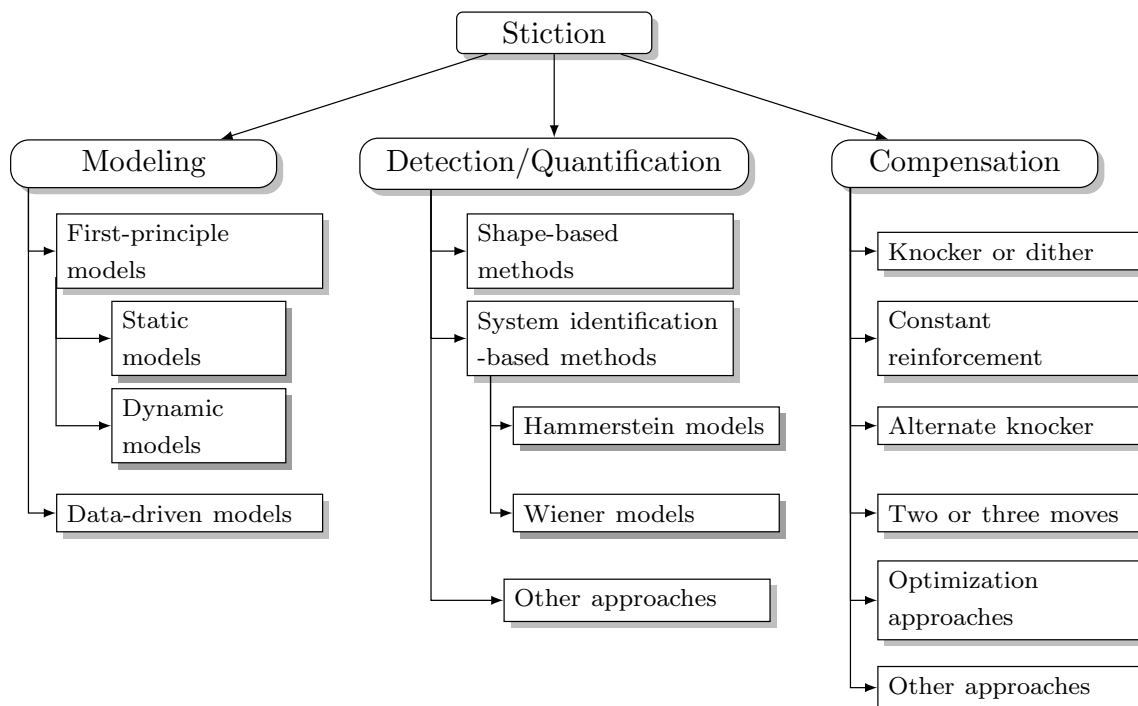 Stiction
Modeling
First-principle
models
Static
models
Dynamic
models
Data-driven models
Detection/Quantification
Shape-based
methods
System identification
-based methods
Hammerstein models
Wiener models
Other approaches
Compensation
Knocker or dither
Constant
reinforcement
Alternate knocker
Two or three moves
Optimization
approaches
Other approaches